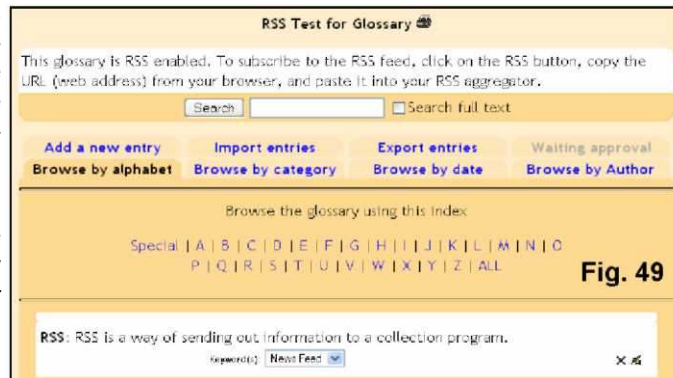 RSS Test for Glossary
This glossary is RSS enabled. To subscribe to the RSS feed, click on the RSS button, copy the
URL (web address) from your browser, and paste it into your RSS aggregator.
Search Search full text
Add a new entry Import entries Export entries Waiting approval
Browse by alphabet Browse by category Browse by date Browse by Author
Browse the glossary using this index
Special | A | B | C | D | E | F | G | H | I | J | K | L | M | N | O
P | Q | R | S | T | U | V | W | X | Y | Z | ALL
Fig. 49
RSS: RSS is a way of sending out information to a collection program.
Keyword(s): News Feed